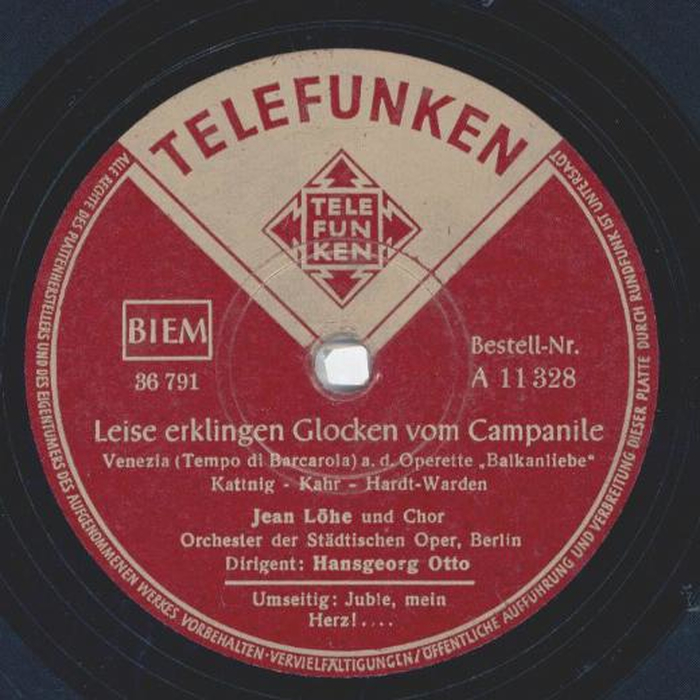 TELEFUNKEN
TELE
FUN
KEN
BIEM
36 791
Bestell-Nr.
A 11 328
Leise erklingen Glocken vom Campanile
Venezia (Tempo di Barcarola) a. d. Operette „Balkanliebe“
Kattnig - Kahr - Hardt-Warden
Jean Löhe und Chor
Orchester der Städtischen Oper, Berlin
Dirigent: Hansgeorg Otto
Umseitig: Juble, mein
Herz! ....
ALLE RECHTE DES PLATTENHERSTELLERS UND DES EIGENTÜMERS DES AUFGENOMMENEN WERKES VORBEHALTEN · VERVIELFÄLTIGUNGEN / ÖFFENTLICHE AUFFÜHRUNG UND VERBREITUNG DIESER PLATTE DURCH RUNDFUNK IST UNTERSAGT